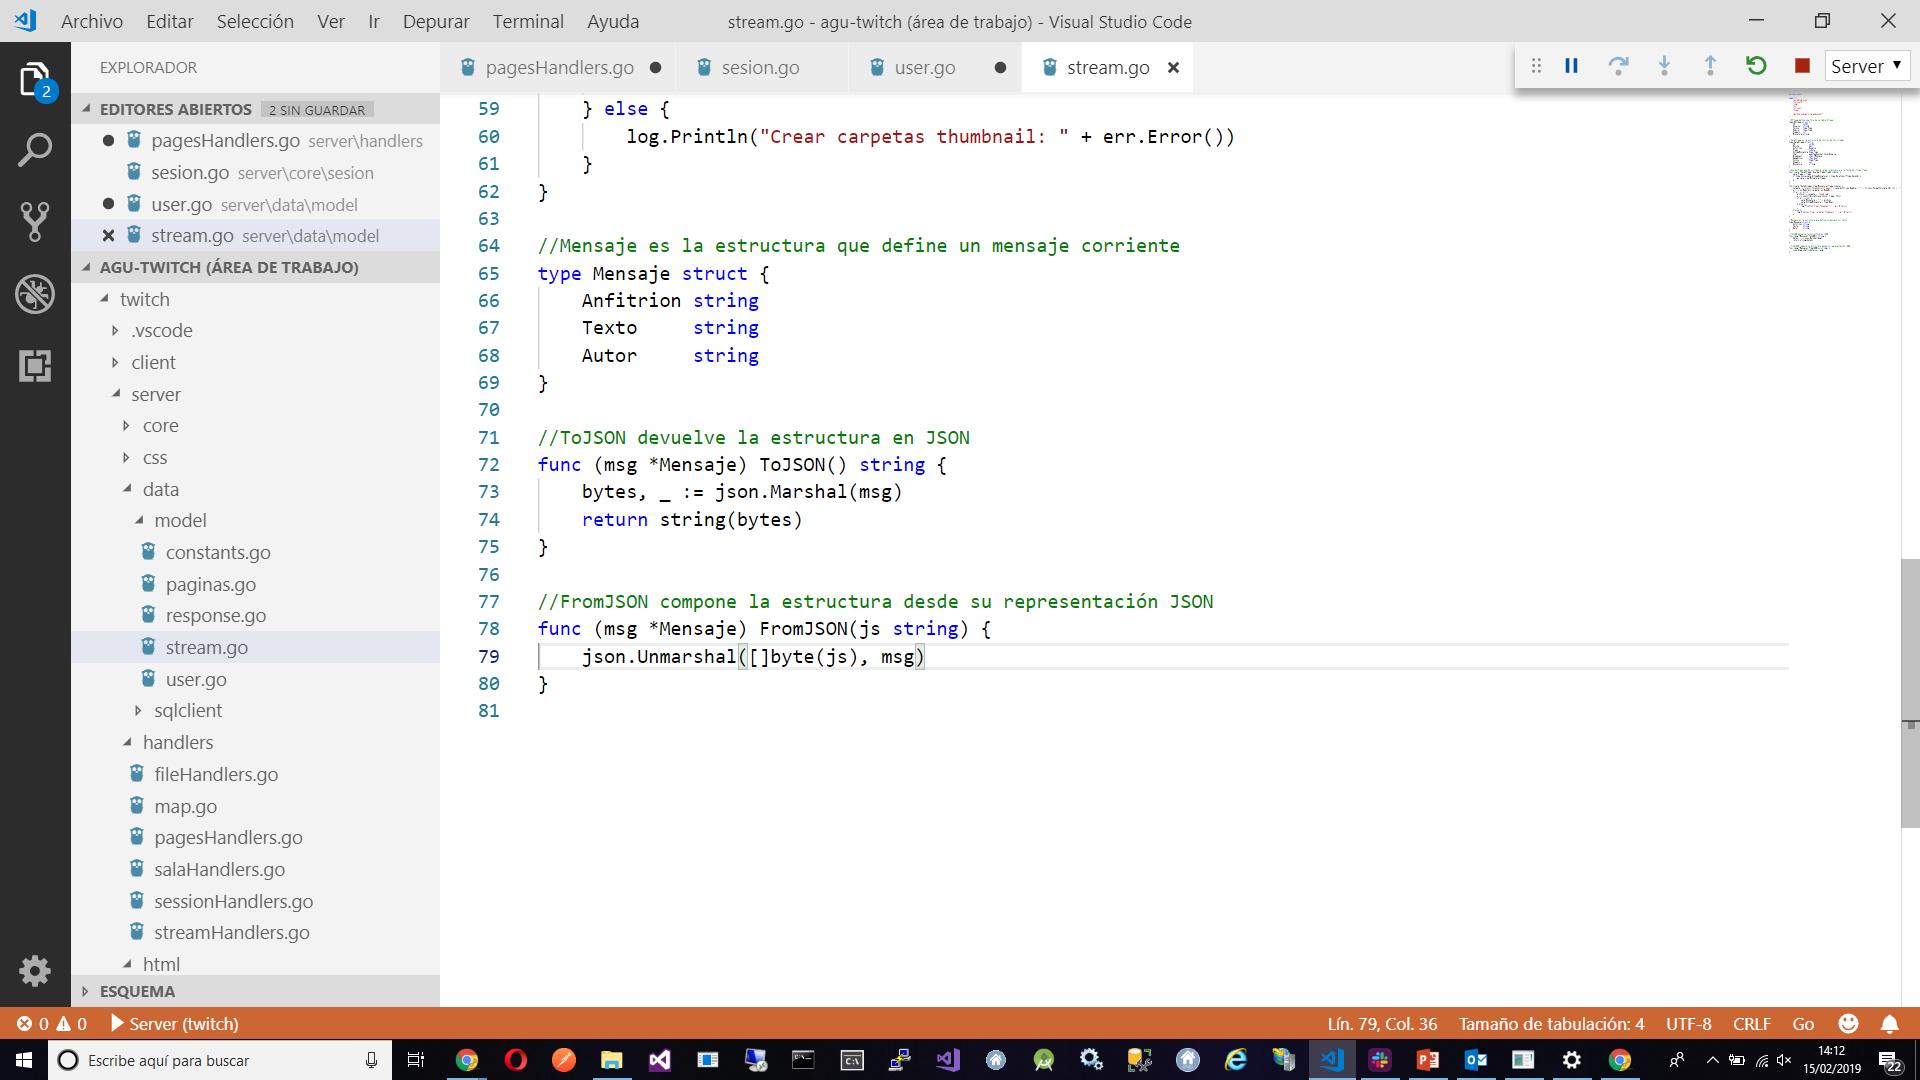 Archivo Editar Selección Ver Ir Depurar Terminal Ayuda
stream.go - agu-twitch (área de trabajo) - Visual Studio Code
EXPLORADOR
EDITORES ABIERTOS 2 SIN GUARDAR
pagesHandlers.go server\handlers
sesion.go server\core\sesion
user.go server\data\model
stream.go server\data\model
AGU-TWITCH (ÁREA DE TRABAJO)
twitch
.vscode
client
server
core
css
data
model
constants.go
paginas.go
response.go
stream.go
user.go
sqlclient
handlers
fileHandlers.go
map.go
pagesHandlers.go
salaHandlers.go
sessionHandlers.go
streamHandlers.go
html
ESQUEMA
2
pagesHandlers.go sesion.go user.go stream.go
Server
59 } else {
60 log.Println("Crear carpetas thumbnail: " + err.Error())
61 }
62 }
63
64 //Mensaje es la estructura que define un mensaje corriente
65 type Mensaje struct {
66 Anfitrion string
67 Texto string
68 Autor string
69 }
70
71 //ToJSON devuelve la estructura en JSON
72 func (msg *Mensaje) ToJSON() string {
73 bytes, _ := json.Marshal(msg)
74 return string(bytes)
75 }
76
77 //FromJSON compone la estructura desde su representación JSON
78 func (msg *Mensaje) FromJSON(js string) {
79 json.Unmarshal([]byte(js), msg)
80 }
81
0 0 Server (twitch)
Lín. 79, Col. 36 Tamaño de tabulación: 4 UTF-8 CRLF Go
Escribe aquí para buscar
14:12
15/02/2019
22